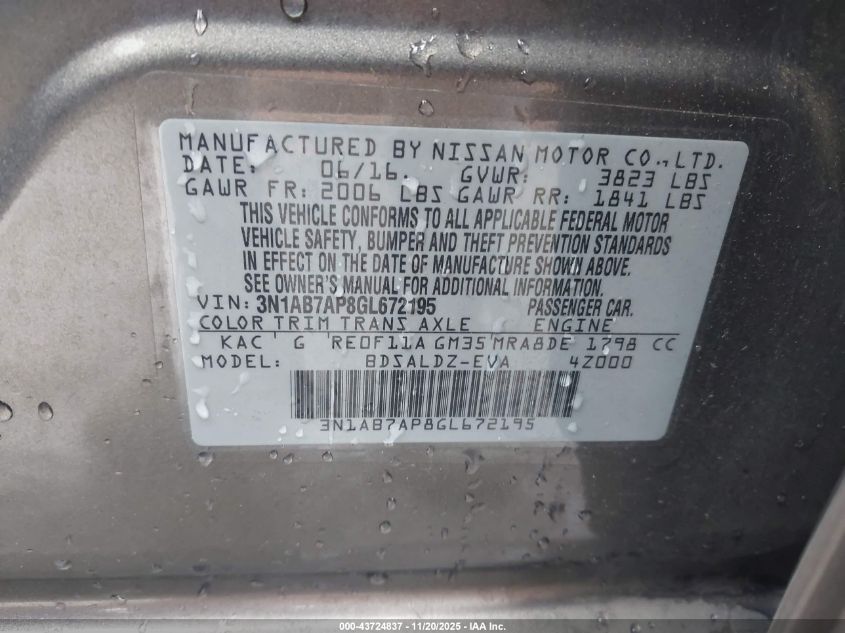 MANUFACTURED BY NISSAN MOTOR CO., LTD.
DATE: 06/16. GVWR: 3823 LBS
GAWR FR: 2006 LBS GAWR RR: 1841 LBS
THIS VEHICLE CONFORMS TO ALL APPLICABLE FEDERAL MOTOR
VEHICLE SAFETY, BUMPER AND THEFT PREVENTION STANDARDS
IN EFFECT ON THE DATE OF MANUFACTURE SHOWN ABOVE.
SEE OWNER'S MANUAL FOR ADDITIONAL INFORMATION.
VIN: 3N1AB7AP8GL672195 PASSENGER CAR.
COLOR TRIM TRANS AXLE ENGINE
KAC G RE0F11A GM35 MRA8DE 1798 CC
MODEL: BDSALDZ-EVA 4Z000
3N1AB7AP8GL672195
000-43724837 - 11/20/2025 - IAA Inc.